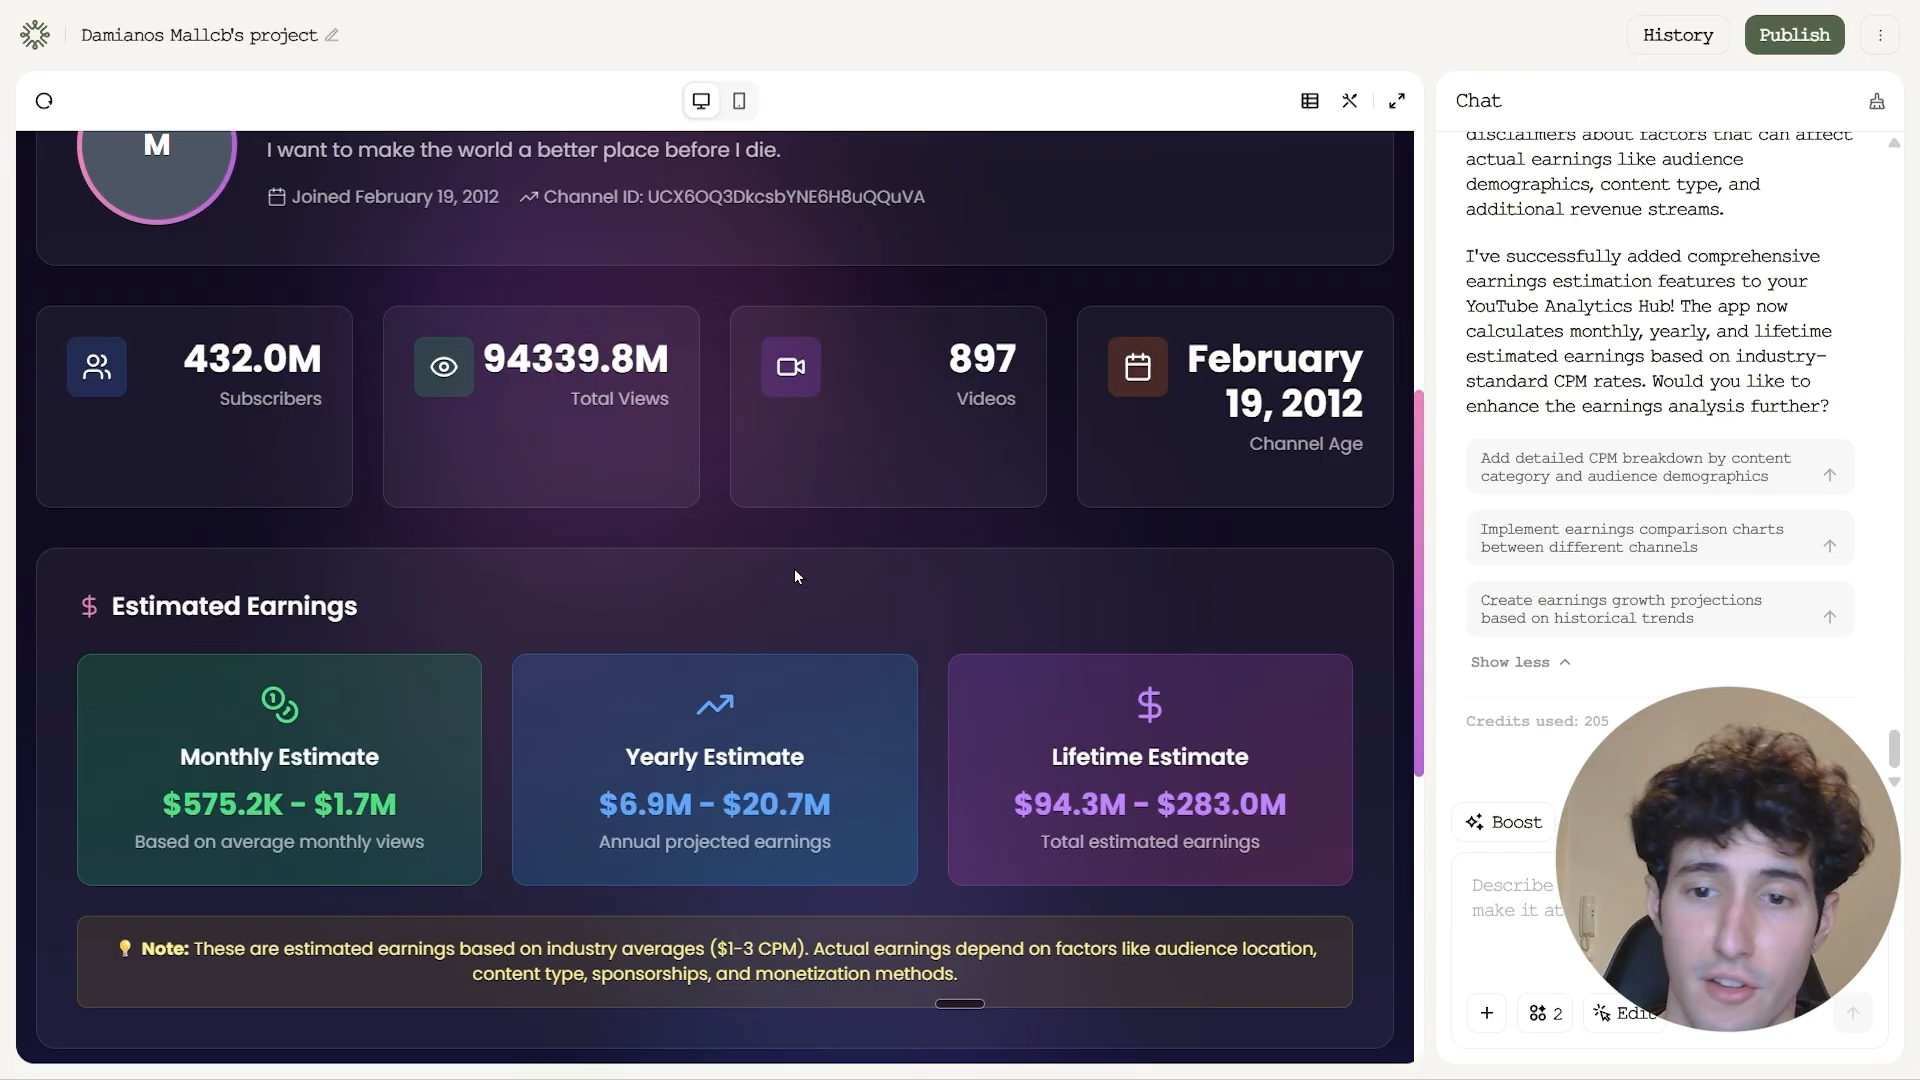 Damianos Mallcb's project
History
Publish
M
I want to make the world a better place before I die.
Joined February 19, 2012
Channel ID: UCX6OQ3DkcsbYNE6H8uQQuVA
432.0M
Subscribers
94339.8M
Total Views
897
Videos
February
19, 2012
Channel Age
Estimated Earnings
Monthly Estimate
$575.2K - $1.7M
Based on average monthly views
Yearly Estimate
$6.9M - $20.7M
Annual projected earnings
Lifetime Estimate
$94.3M - $283.0M
Total estimated earnings
Note: These are estimated earnings based on industry averages ($1-3 CPM). Actual earnings depend on factors like audience location,
content type, sponsorships, and monetization methods.
Chat
disclaimers about factors that can affect
actual earnings like audience
demographics, content type, and
additional revenue streams.
I've successfully added comprehensive
earnings estimation features to your
YouTube Analytics Hub! The app now
calculates monthly, yearly, and lifetime
estimated earnings based on industry-
standard CPM rates. Would you like to
enhance the earnings analysis further?
Add detailed CPM breakdown by content
category and audience demographics
Implement earnings comparison charts
between different channels
Create earnings growth projections
based on historical trends
Show less
Credits used: 205
Boost
Describe
make it at
2
Edit